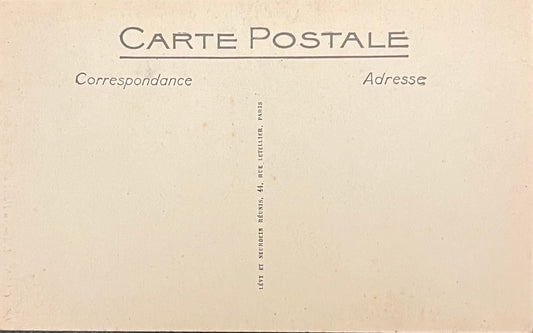 CARTE POSTALE
Correspondance
Adresse
LÉVY ET NEURDEIN RÉUNIS, 44, RUE LETELLIER, PARIS